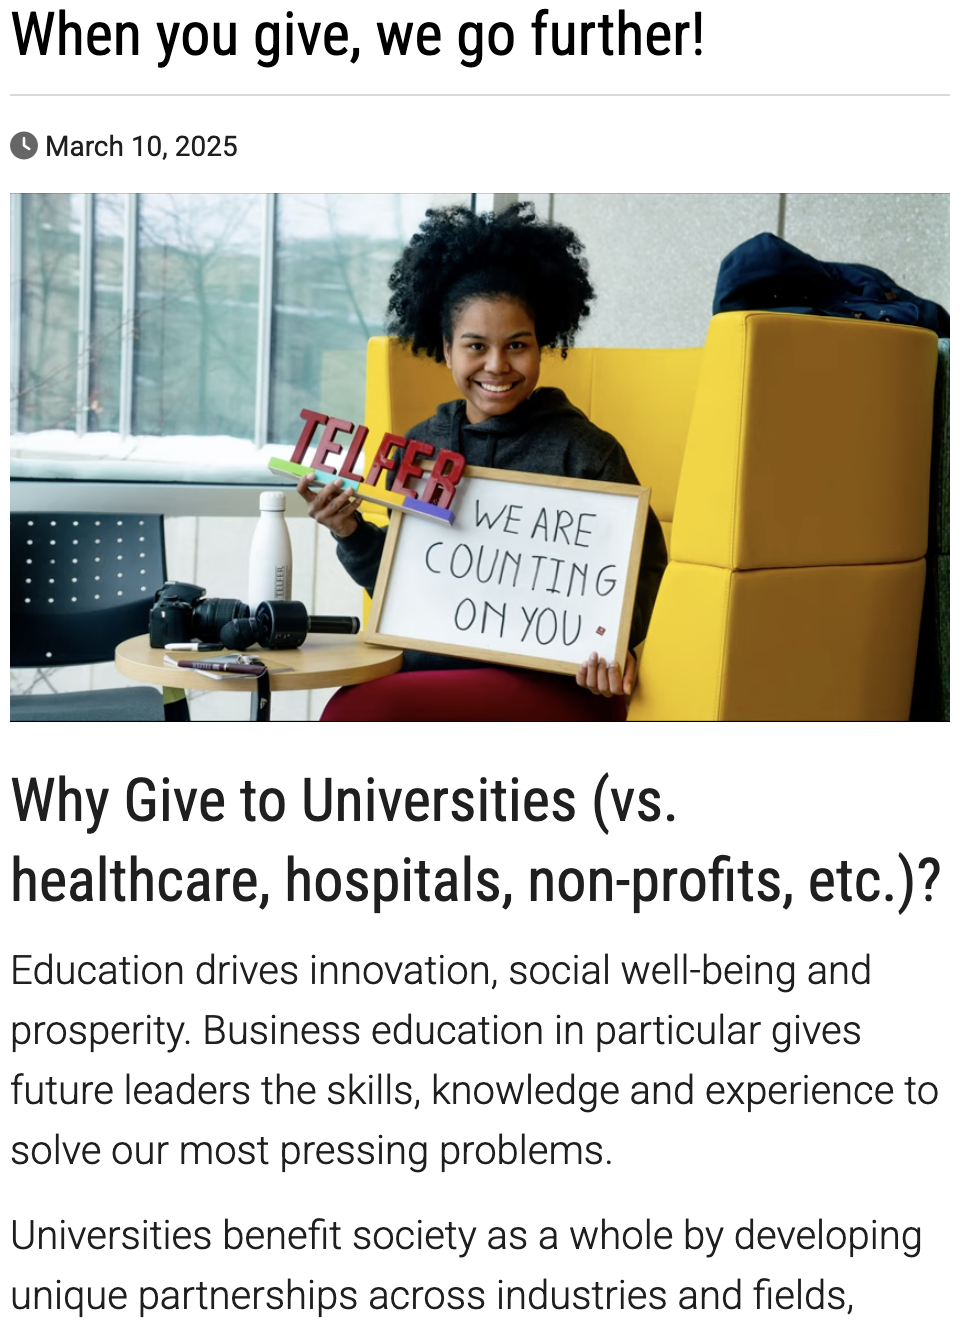 When you give, we go further!
March 10, 2025
TELFER
WE ARE
COUNTING
ON YOU
TELFER
Why Give to Universities (vs.
healthcare, hospitals, non-profits, etc.)?
Education drives innovation, social well-being and
prosperity. Business education in particular gives
future leaders the skills, knowledge and experience to
solve our most pressing problems.
Universities benefit society as a whole by developing
unique partnerships across industries and fields,